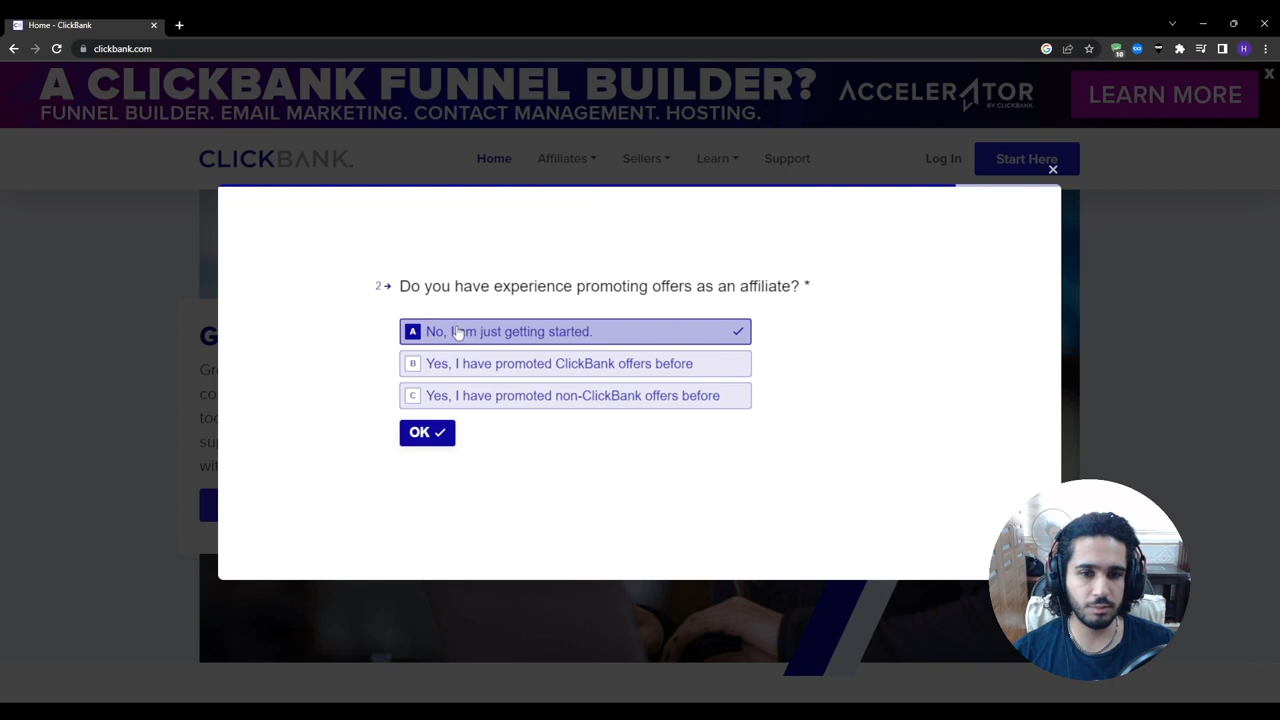 Home - ClickBank
clickbank.com
10
H
A CLICKBANK FUNNEL BUILDER?
FUNNEL BUILDER. EMAIL MARKETING. CONTACT MANAGEMENT. HOSTING.
ACCELERATOR
BY CLICKBANK
LEARN MORE
CLICKBANK
Home
Affiliates
Sellers
Learn
Support
Log In
Start Here
2 Do you have experience promoting offers as an affiliate? *
A No, I am just getting started.
B Yes, I have promoted ClickBank offers before
C Yes, I have promoted non-ClickBank offers before
OK